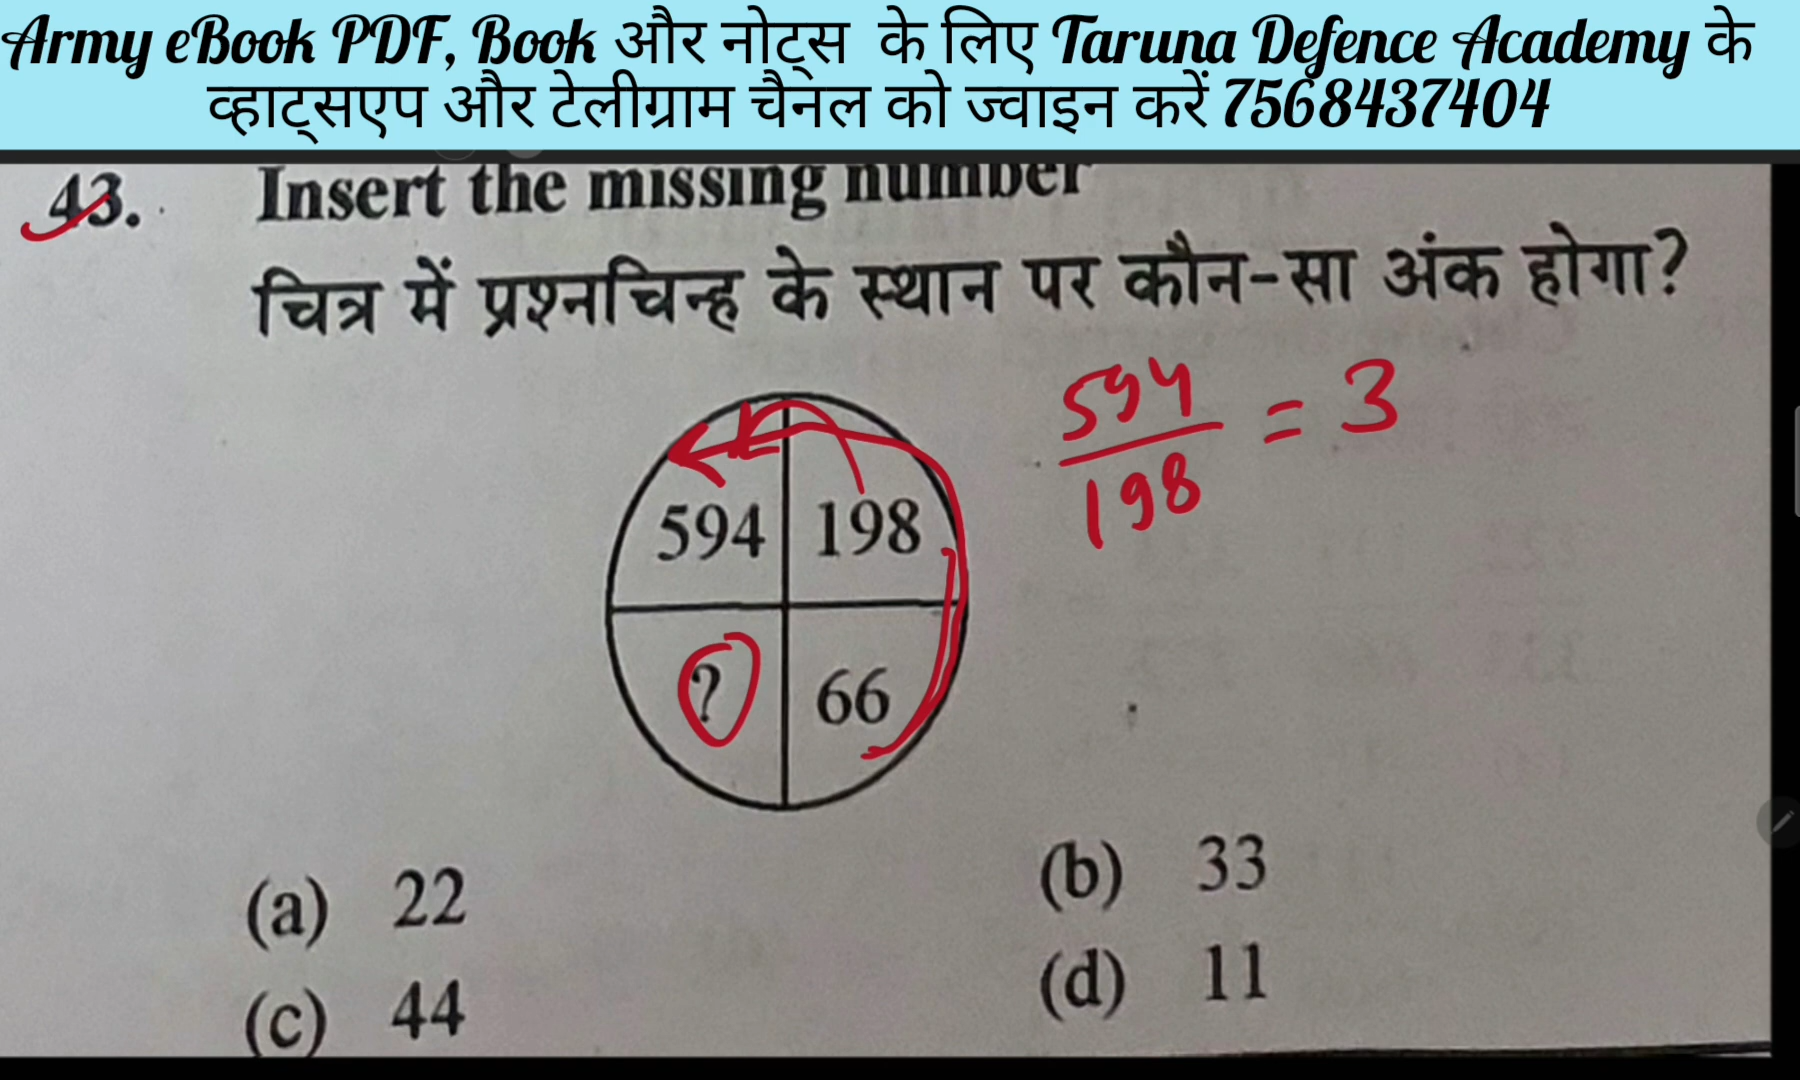 Army eBook PDF, Book और नोट्स के लिए Taruna Defence Academy के
व्हाट्सएप और टेलीग्राम चैनल को ज्वाइन करें 7568437404
43. Insert the missing number
चित्र में प्रश्नचिन्ह के स्थान पर कौन-सा अंक होगा?
594/198 = 3
594 198
? 66
(a) 22 (b) 33
(c) 44 (d) 11